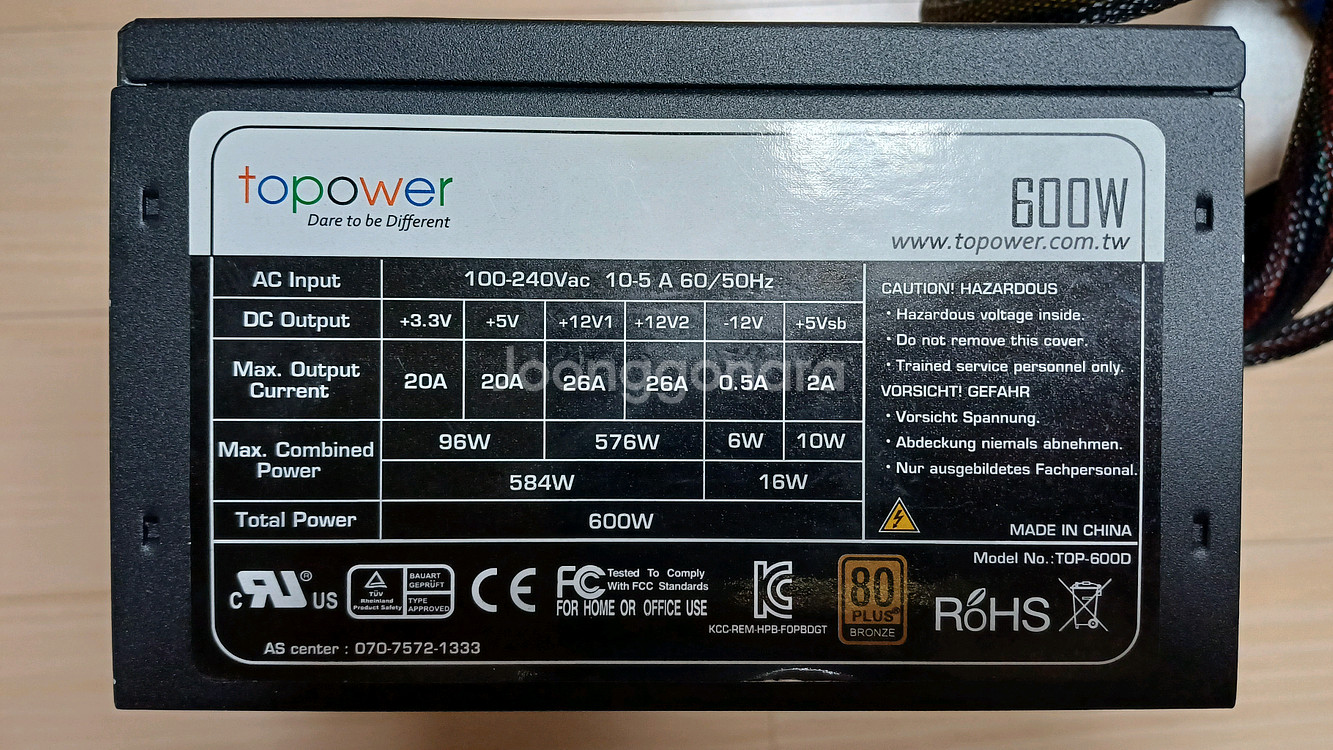 topower
Dare to be Different
600W
www.topower.com.tw
AC Input 100-240Vac 10-5 A 60/50Hz
DC Output +3.3V +5V +12V1 +12V2 -12V +5Vsb
Max. Output Current 20A 20A 26A 26A 0.5A 2A
Max. Combined Power 96W 576W 6W 10W
584W 16W
Total Power 600W
CAUTION! HAZARDOUS
· Hazardous voltage inside.
· Do not remove this cover.
· Trained service personnel only.
VORSICHT! GEFAHR
· Vorsicht Spannung.
· Abdeckung niemals abnehmen.
· Nur ausgebildetes Fachpersonal.
MADE IN CHINA
Model No.:TOP-600D
c RU ® US
TÜV
Rheinland
Product Safety
BAUART
GEPRÜFT
TYPE
APPROVED
CE
FC Tested To Comply
With FCC Standards
FOR HOME OR OFFICE USE
KC
KCC-REM-HPB-FOPBDGT
80
PLUS®
BRONZE
RoHS
AS center : 070-7572-1333
Joonggonara